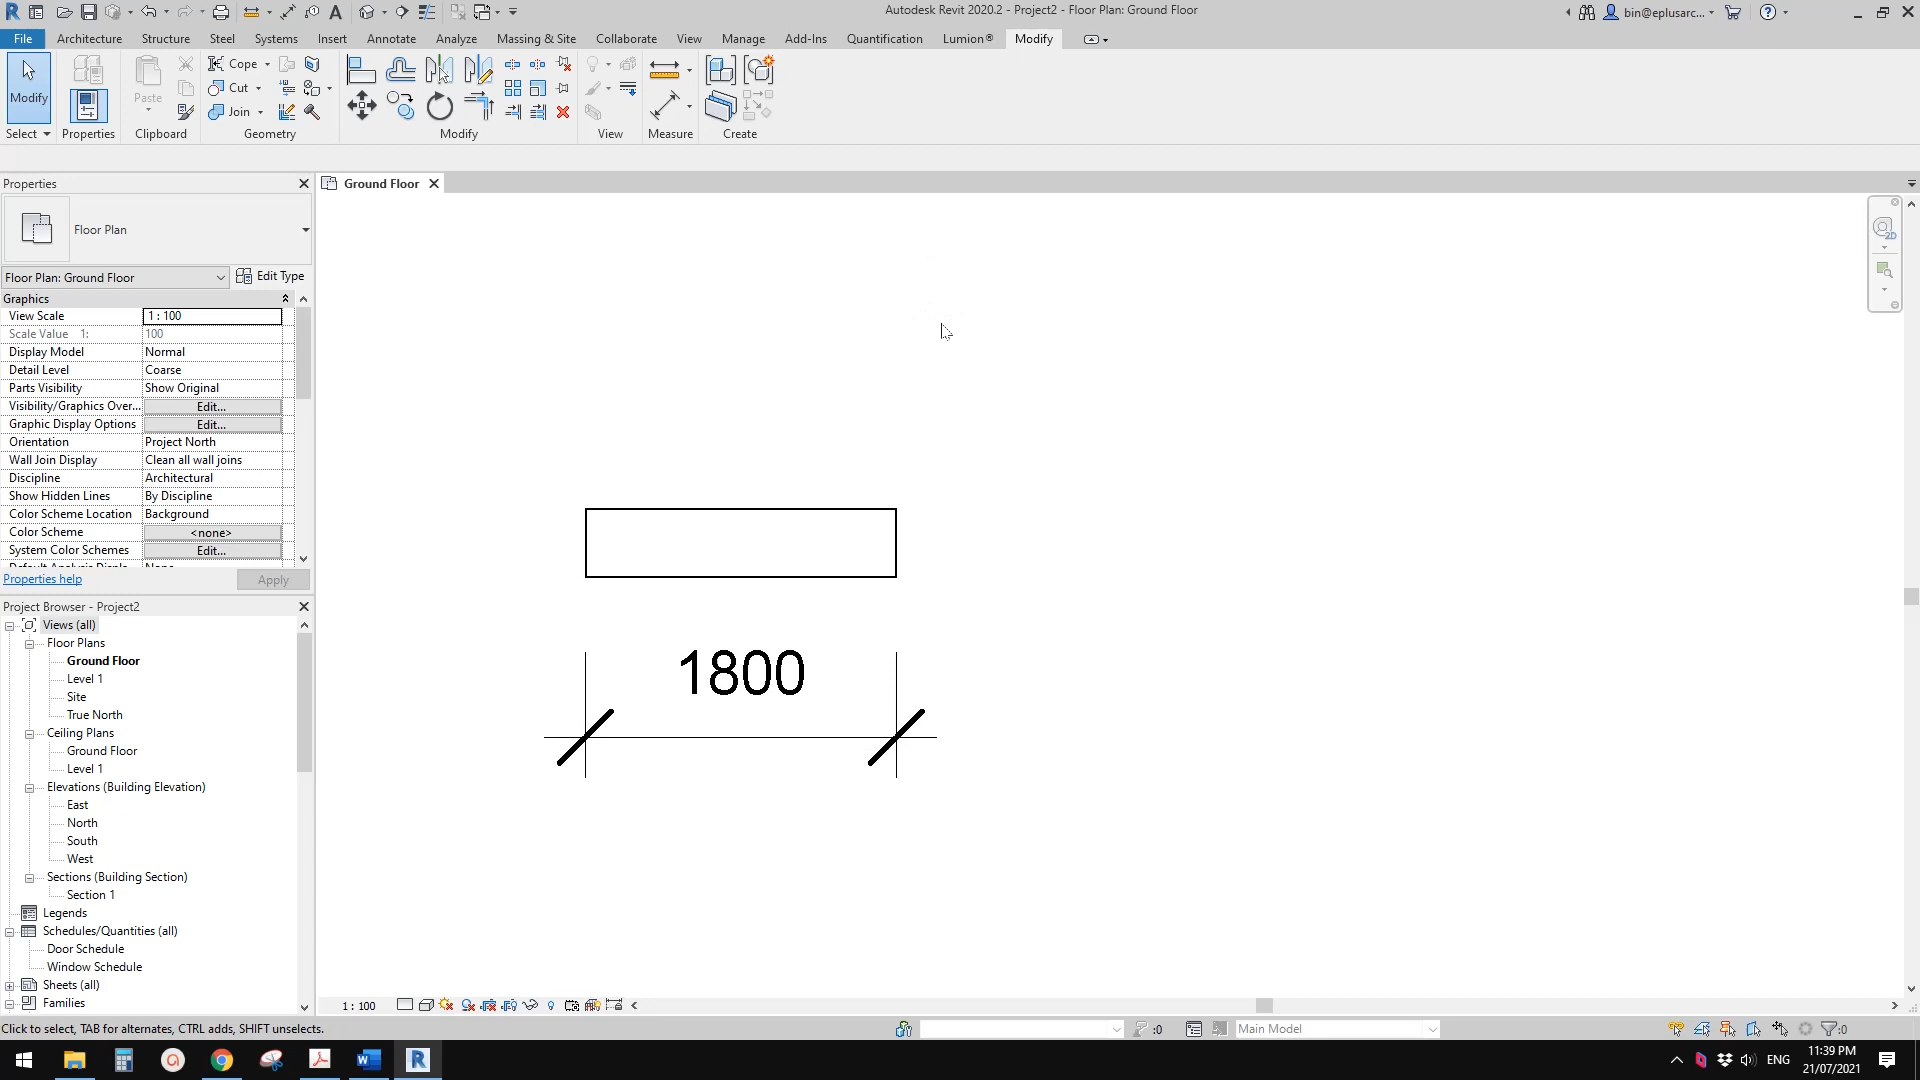 Autodesk Revit 2020.2 - Project2 - Floor Plan: Ground Floor
bin@eplusarc...
File Architecture Structure Steel Systems Insert Annotate Analyze Massing & Site Collaborate View Manage Add-Ins Quantification Lumion® Modify
Modify
Paste
Cope
Cut
Join
Select Properties Clipboard Geometry Modify View Measure Create
Properties
Ground Floor
2D
Floor Plan
Floor Plan: Ground Floor
Edit Type
Graphics
View Scale 1 : 100
Scale Value 1: 100
Display Model Normal
Detail Level Coarse
Parts Visibility Show Original
Visibility/Graphics Over... Edit...
Graphic Display Options Edit...
Orientation Project North
Wall Join Display Clean all wall joins
Discipline Architectural
Show Hidden Lines By Discipline
Color Scheme Location Background
Color Scheme <none>
System Color Schemes Edit...
Properties help
Apply
Project Browser - Project2
Views (all)
Floor Plans
Ground Floor
Level 1
Site
True North
Ceiling Plans
Ground Floor
Level 1
Elevations (Building Elevation)
East
North
South
West
Sections (Building Section)
Section 1
Legends
Schedules/Quantities (all)
Door Schedule
Window Schedule
Sheets (all)
Families
1800
1 : 100
Click to select, TAB for alternates, CTRL adds, SHIFT unselects.
:0
Main Model
:0
ENG
11:39 PM
21/07/2021